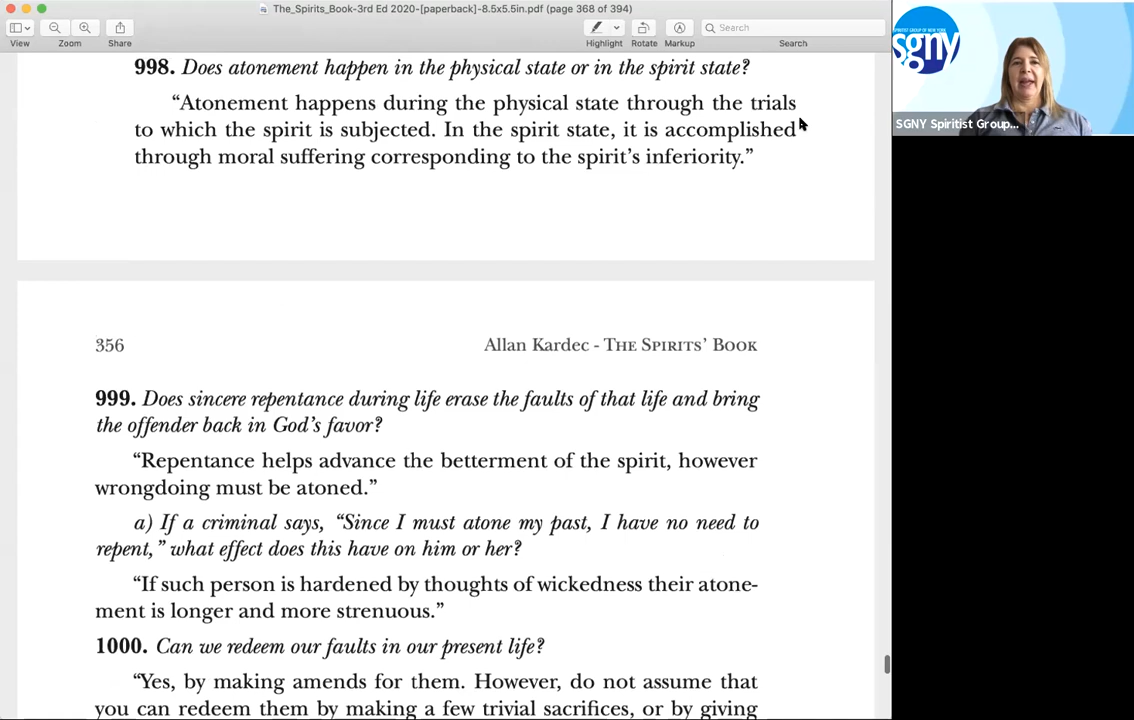 The_Spirits_Book-3rd Ed 2020-[paperback]-8.5x5.5in.pdf (page 368 of 394)
View
Zoom
Share
Highlight
Rotate
Markup
Search
Search
998. Does atonement happen in the physical state or in the spirit state?
“Atonement happens during the physical state through the trials
to which the spirit is subjected. In the spirit state, it is accomplished
through moral suffering corresponding to the spirit’s inferiority.”
356
Allan Kardec - THE SPIRITS’ BOOK
999. Does sincere repentance during life erase the faults of that life and bring
the offender back in God’s favor?
“Repentance helps advance the betterment of the spirit, however
wrongdoing must be atoned.”
a) If a criminal says, “Since I must atone my past, I have no need to
repent,” what effect does this have on him or her?
“If such person is hardened by thoughts of wickedness their atone-
ment is longer and more strenuous.”
1000. Can we redeem our faults in our present life?
“Yes, by making amends for them. However, do not assume that
you can redeem them by making a few trivial sacrifices, or by giving
SPIRITIST GROUP OF NEW YORK
sgny
SGNY Spiritist Group...